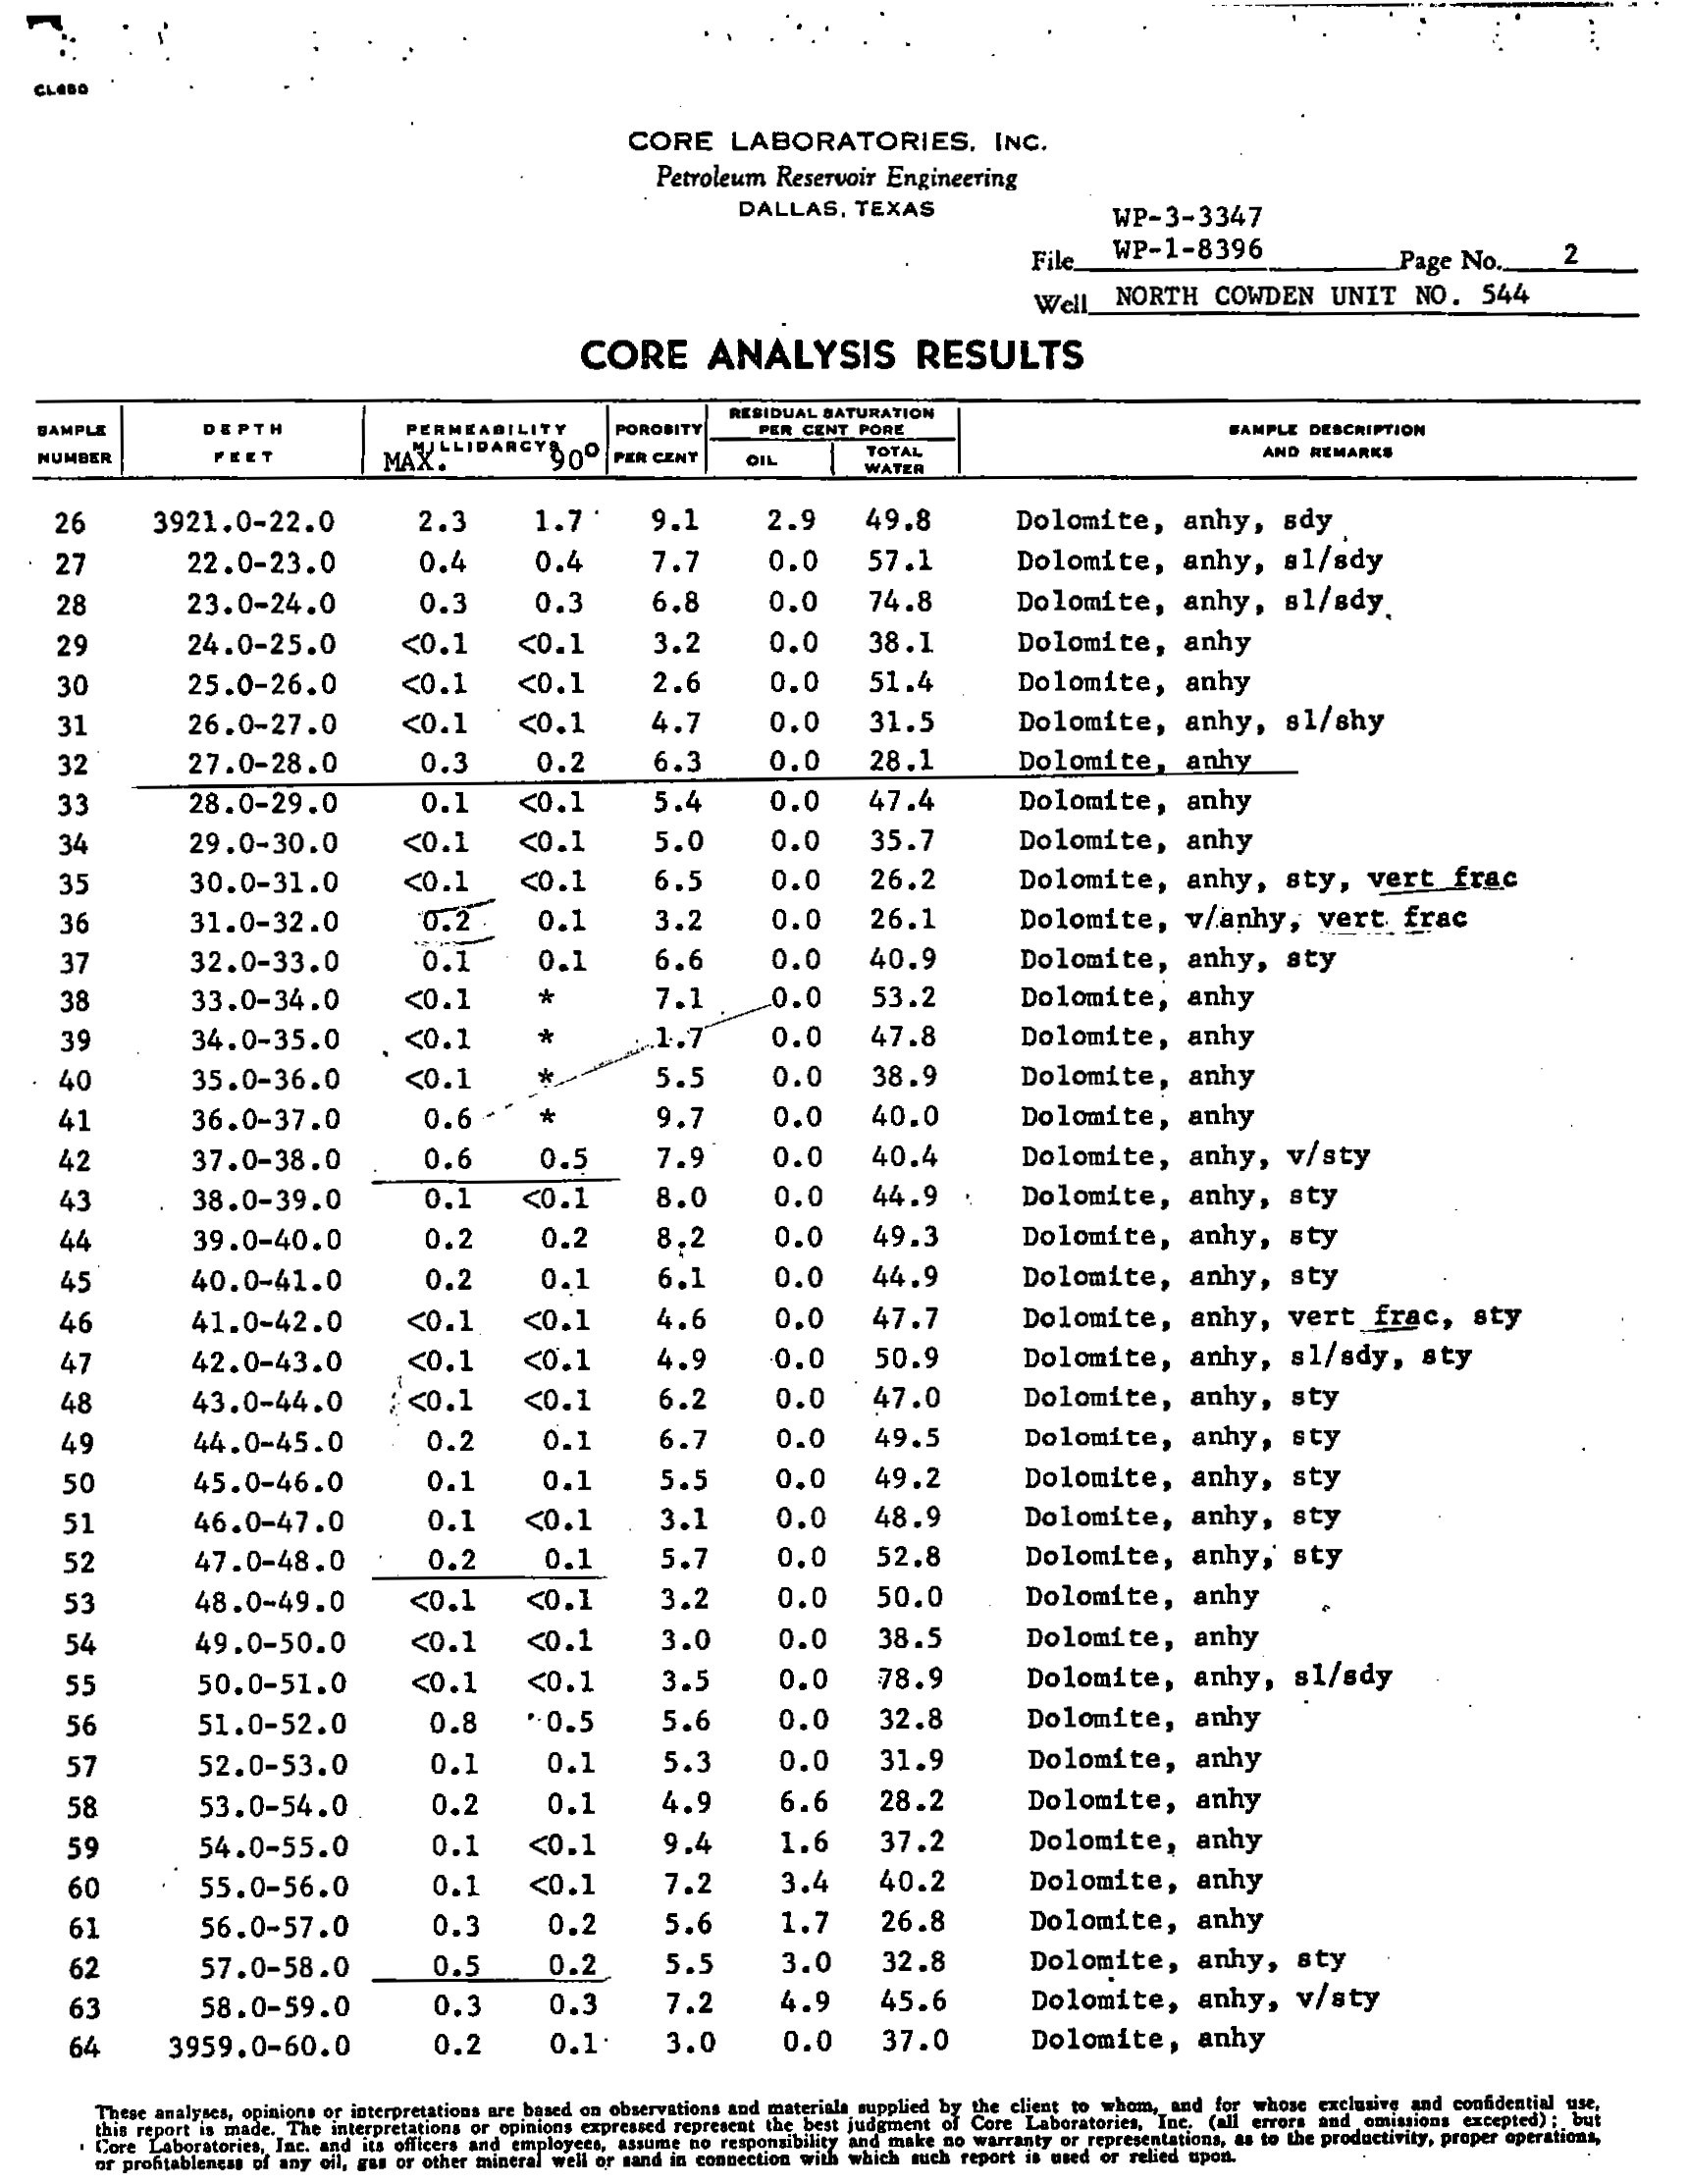 CL480
CORE LABORATORIES, INC.
Petroleum Reservoir Engineering
DALLAS, TEXAS
WP-3-3347
File WP-1-8396 Page No. 2
Well NORTH COWDEN UNIT NO. 544
CORE ANALYSIS RESULTS
SAMPLE NUMBER DEPTH FEET PERMEABILITY MILLIDARCYS MAX. 90° POROSITY PER CENT RESIDUAL SATURATION PER CENT PORE OIL TOTAL WATER SAMPLE DESCRIPTION AND REMARKS
26 3921.0-22.0 2.3 1.7 9.1 2.9 49.8 Dolomite, anhy, sdy
27 22.0-23.0 0.4 0.4 7.7 0.0 57.1 Dolomite, anhy, sl/sdy
28 23.0-24.0 0.3 0.3 6.8 0.0 74.8 Dolomite, anhy, sl/sdy
29 24.0-25.0 <0.1 <0.1 3.2 0.0 38.1 Dolomite, anhy
30 25.0-26.0 <0.1 <0.1 2.6 0.0 51.4 Dolomite, anhy
31 26.0-27.0 <0.1 <0.1 4.7 0.0 31.5 Dolomite, anhy, sl/shy
32 27.0-28.0 0.3 0.2 6.3 0.0 28.1 Dolomite, anhy
33 28.0-29.0 0.1 <0.1 5.4 0.0 47.4 Dolomite, anhy
34 29.0-30.0 <0.1 <0.1 5.0 0.0 35.7 Dolomite, anhy
35 30.0-31.0 <0.1 <0.1 6.5 0.0 26.2 Dolomite, anhy, sty, vert frac
36 31.0-32.0 0.2 0.1 3.2 0.0 26.1 Dolomite, v/anhy, vert frac
37 32.0-33.0 0.1 0.1 6.6 0.0 40.9 Dolomite, anhy, sty
38 33.0-34.0 <0.1 * 7.1 0.0 53.2 Dolomite, anhy
39 34.0-35.0 <0.1 * 1.7 0.0 47.8 Dolomite, anhy
40 35.0-36.0 <0.1 * 5.5 0.0 38.9 Dolomite, anhy
41 36.0-37.0 0.6 * 9.7 0.0 40.0 Dolomite, anhy
42 37.0-38.0 0.6 0.5 7.9 0.0 40.4 Dolomite, anhy, v/sty
43 38.0-39.0 0.1 <0.1 8.0 0.0 44.9 Dolomite, anhy, sty
44 39.0-40.0 0.2 0.2 8.2 0.0 49.3 Dolomite, anhy, sty
45 40.0-41.0 0.2 0.1 6.1 0.0 44.9 Dolomite, anhy, sty
46 41.0-42.0 <0.1 <0.1 4.6 0.0 47.7 Dolomite, anhy, vert frac, sty
47 42.0-43.0 <0.1 <0.1 4.9 0.0 50.9 Dolomite, anhy, sl/sdy, sty
48 43.0-44.0 <0.1 <0.1 6.2 0.0 47.0 Dolomite, anhy, sty
49 44.0-45.0 0.2 0.1 6.7 0.0 49.5 Dolomite, anhy, sty
50 45.0-46.0 0.1 0.1 5.5 0.0 49.2 Dolomite, anhy, sty
51 46.0-47.0 0.1 <0.1 3.1 0.0 48.9 Dolomite, anhy, sty
52 47.0-48.0 0.2 0.1 5.7 0.0 52.8 Dolomite, anhy, sty
53 48.0-49.0 <0.1 <0.1 3.2 0.0 50.0 Dolomite, anhy
54 49.0-50.0 <0.1 <0.1 3.0 0.0 38.5 Dolomite, anhy
55 50.0-51.0 <0.1 <0.1 3.5 0.0 78.9 Dolomite, anhy, sl/sdy
56 51.0-52.0 0.8 0.5 5.6 0.0 32.8 Dolomite, anhy
57 52.0-53.0 0.1 0.1 5.3 0.0 31.9 Dolomite, anhy
58 53.0-54.0 0.2 0.1 4.9 6.6 28.2 Dolomite, anhy
59 54.0-55.0 0.1 <0.1 9.4 1.6 37.2 Dolomite, anhy
60 55.0-56.0 0.1 <0.1 7.2 3.4 40.2 Dolomite, anhy
61 56.0-57.0 0.3 0.2 5.6 1.7 26.8 Dolomite, anhy
62 57.0-58.0 0.5 0.2 5.5 3.0 32.8 Dolomite, anhy, sty
63 58.0-59.0 0.3 0.3 7.2 4.9 45.6 Dolomite, anhy, v/sty
64 3959.0-60.0 0.2 0.1 3.0 0.0 37.0 Dolomite, anhy
These analyses, opinions or interpretations are based on observations and materials supplied by the client to whom, and for whose exclusive and confidential use,
this report is made. The interpretations or opinions expressed represent the best judgment of Core Laboratories, Inc. (all errors and omissions excepted); but
Core Laboratories, Inc. and its officers and employees, assume no responsibility and make no warranty or representations, as to the productivity, proper operations,
or profitableness of any oil, gas or other mineral well or sand in connection with which such report is used or relied upon.